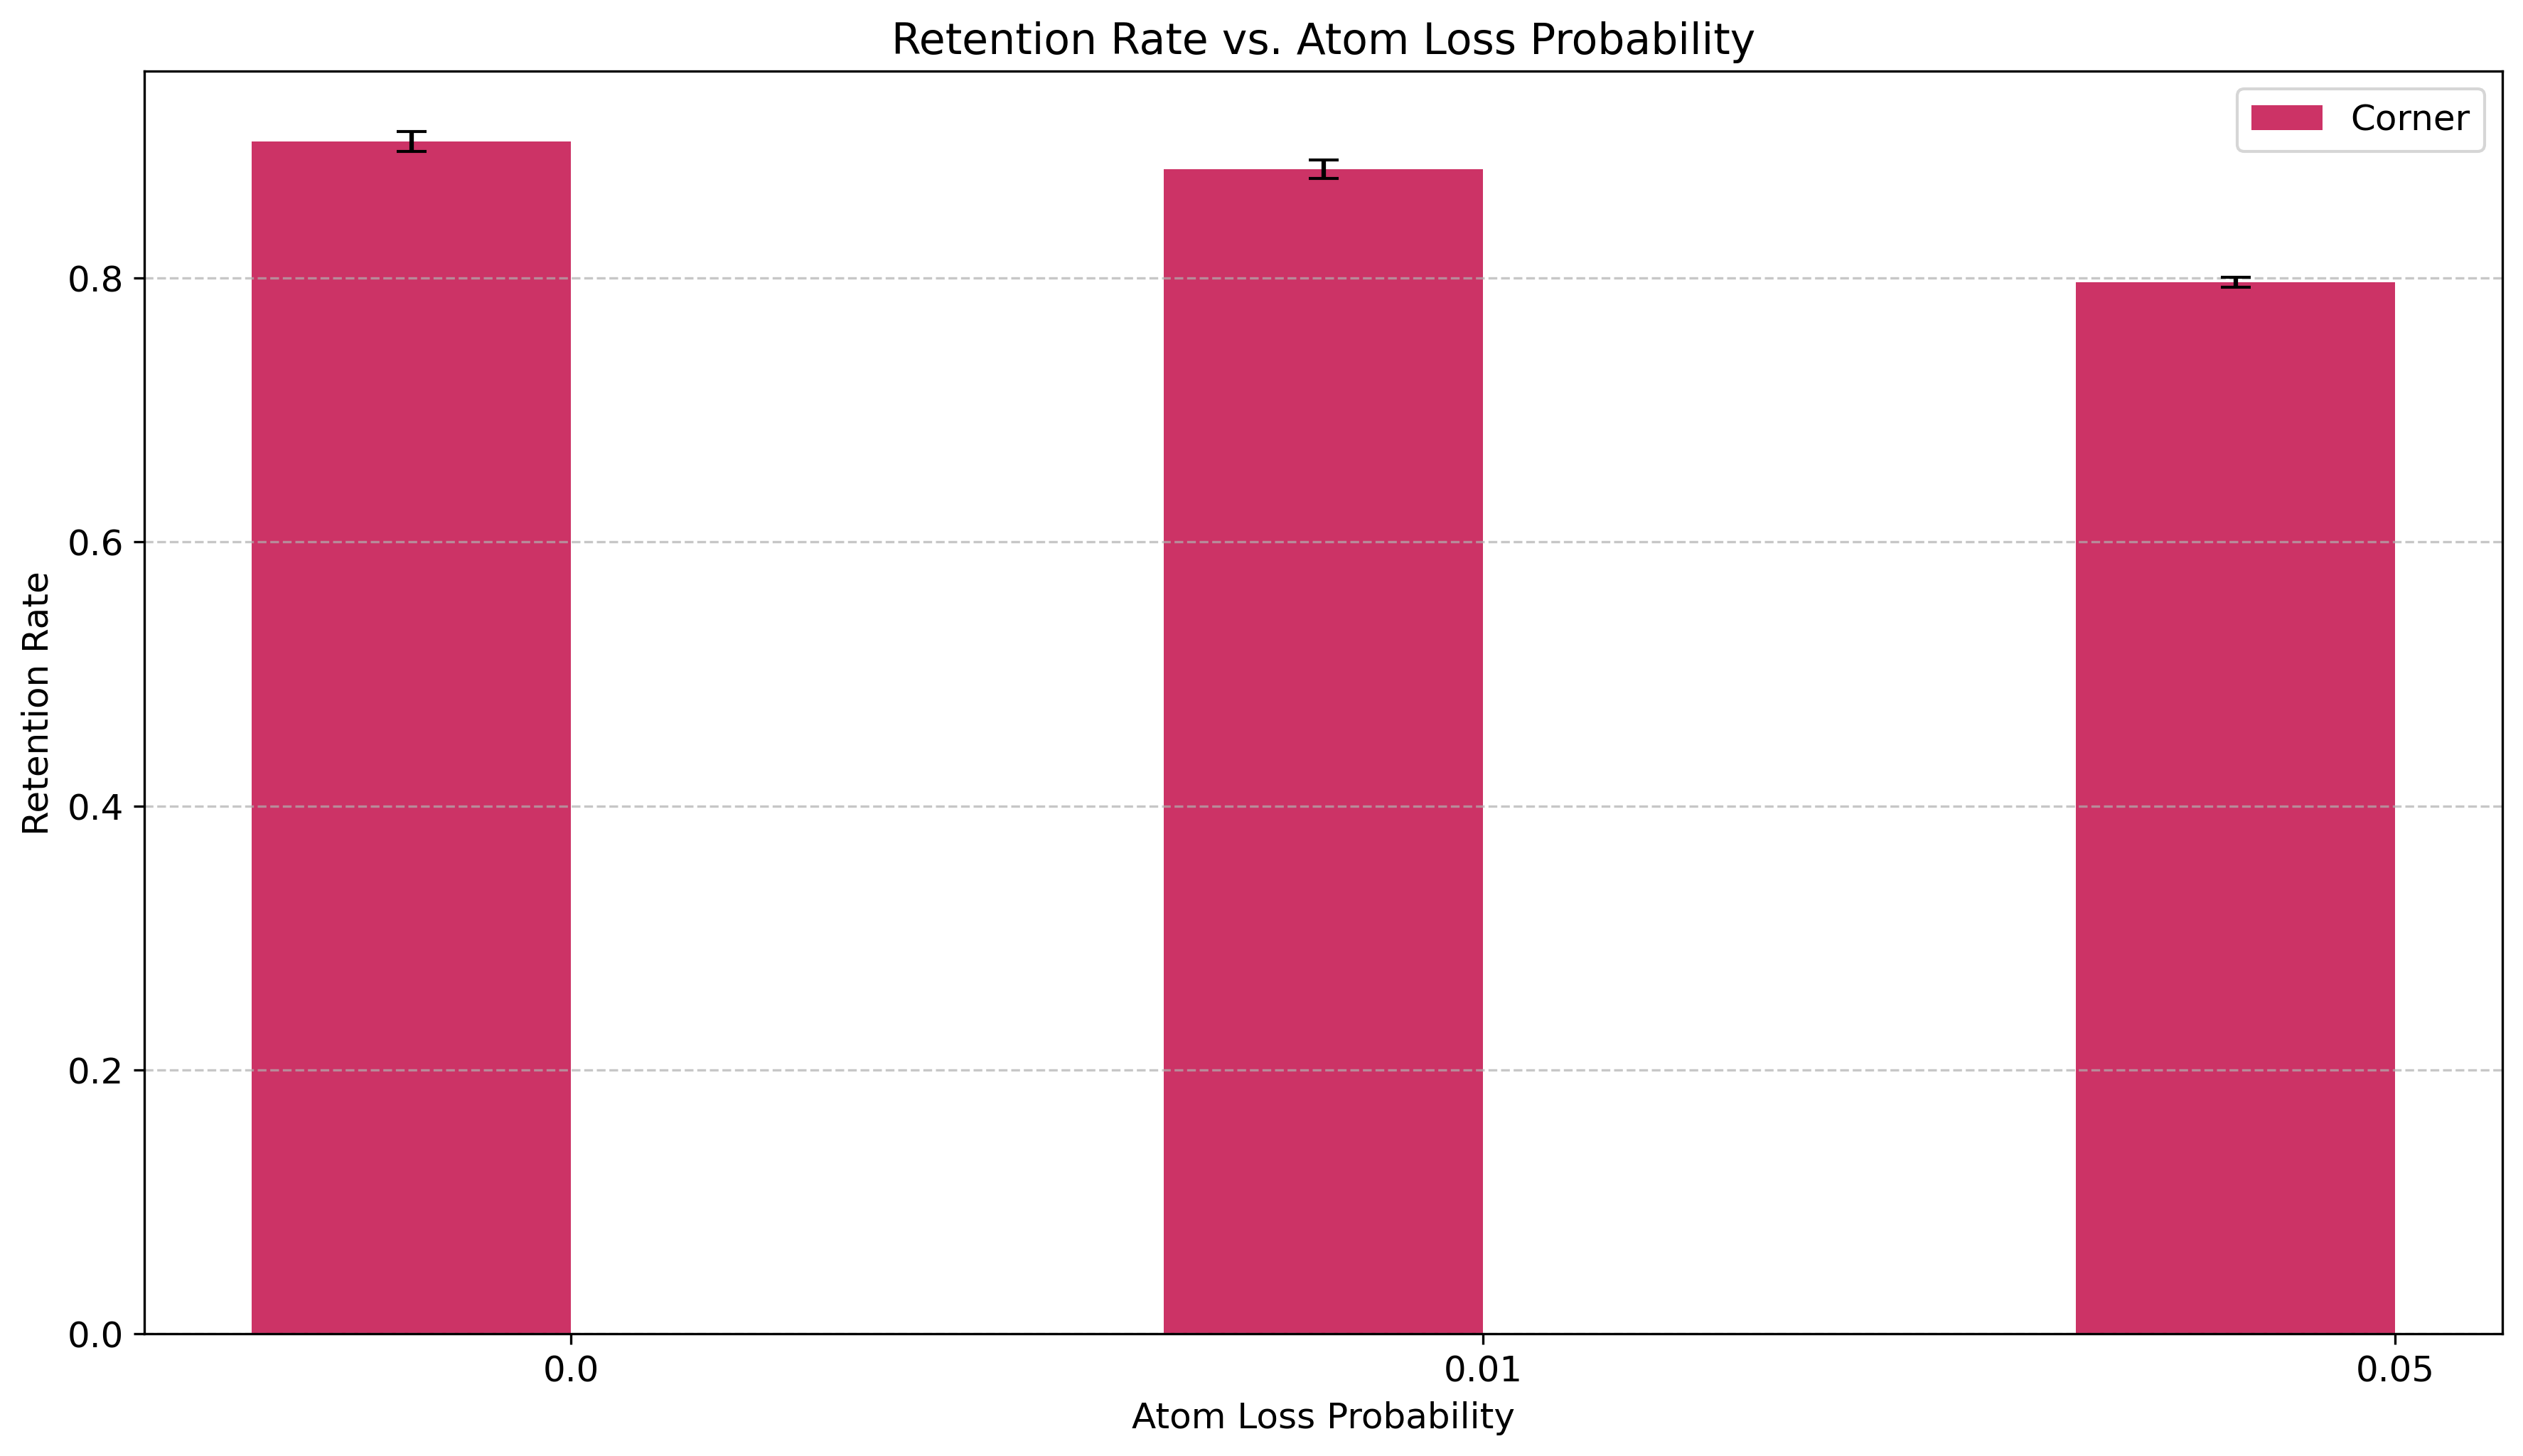 Retention Rate vs. Atom Loss Probability
Corner
Retention Rate
0.8
0.6
0.4
0.2
0.0
0.0
0.01
0.05
Atom Loss Probability